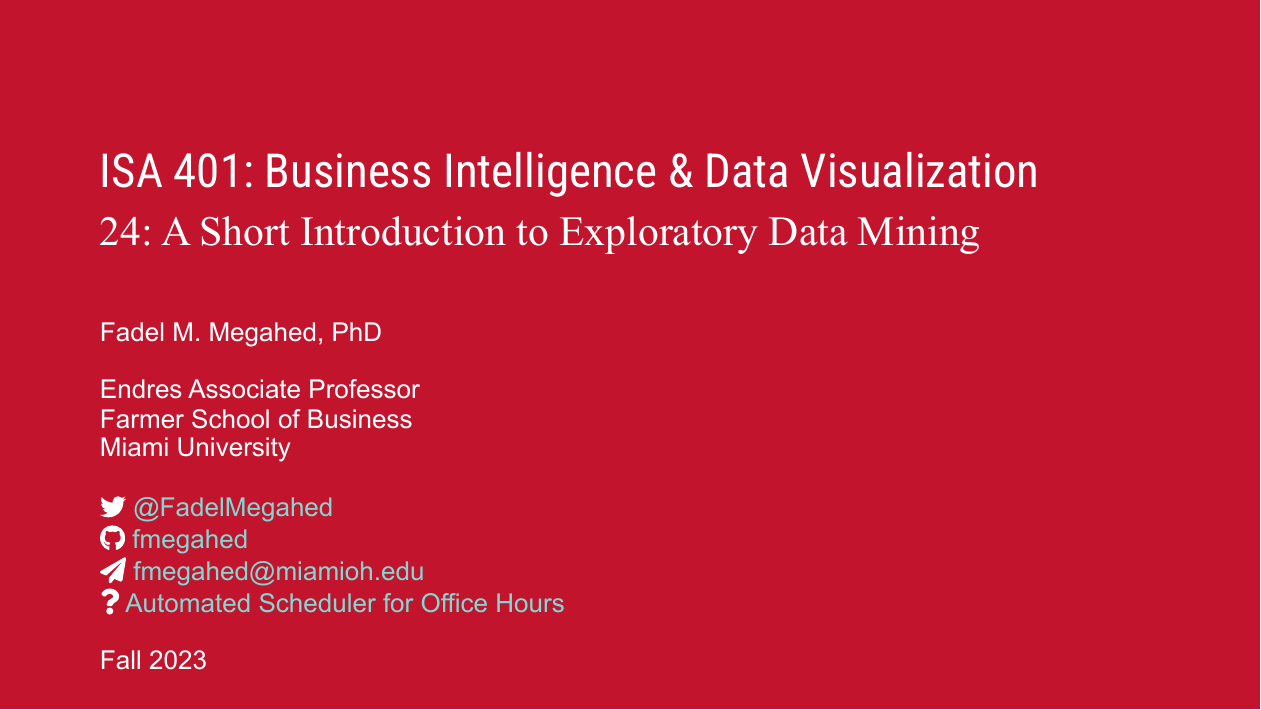 ISA 401: Business Intelligence & Data Visualization
24: A Short Introduction to Exploratory Data Mining
Fadel M. Megahed, PhD
Endres Associate Professor
Farmer School of Business
Miami University
@FadelMegahed
fmegahed
fmegahed@miamioh.edu
? Automated Scheduler for Office Hours
Fall 2023